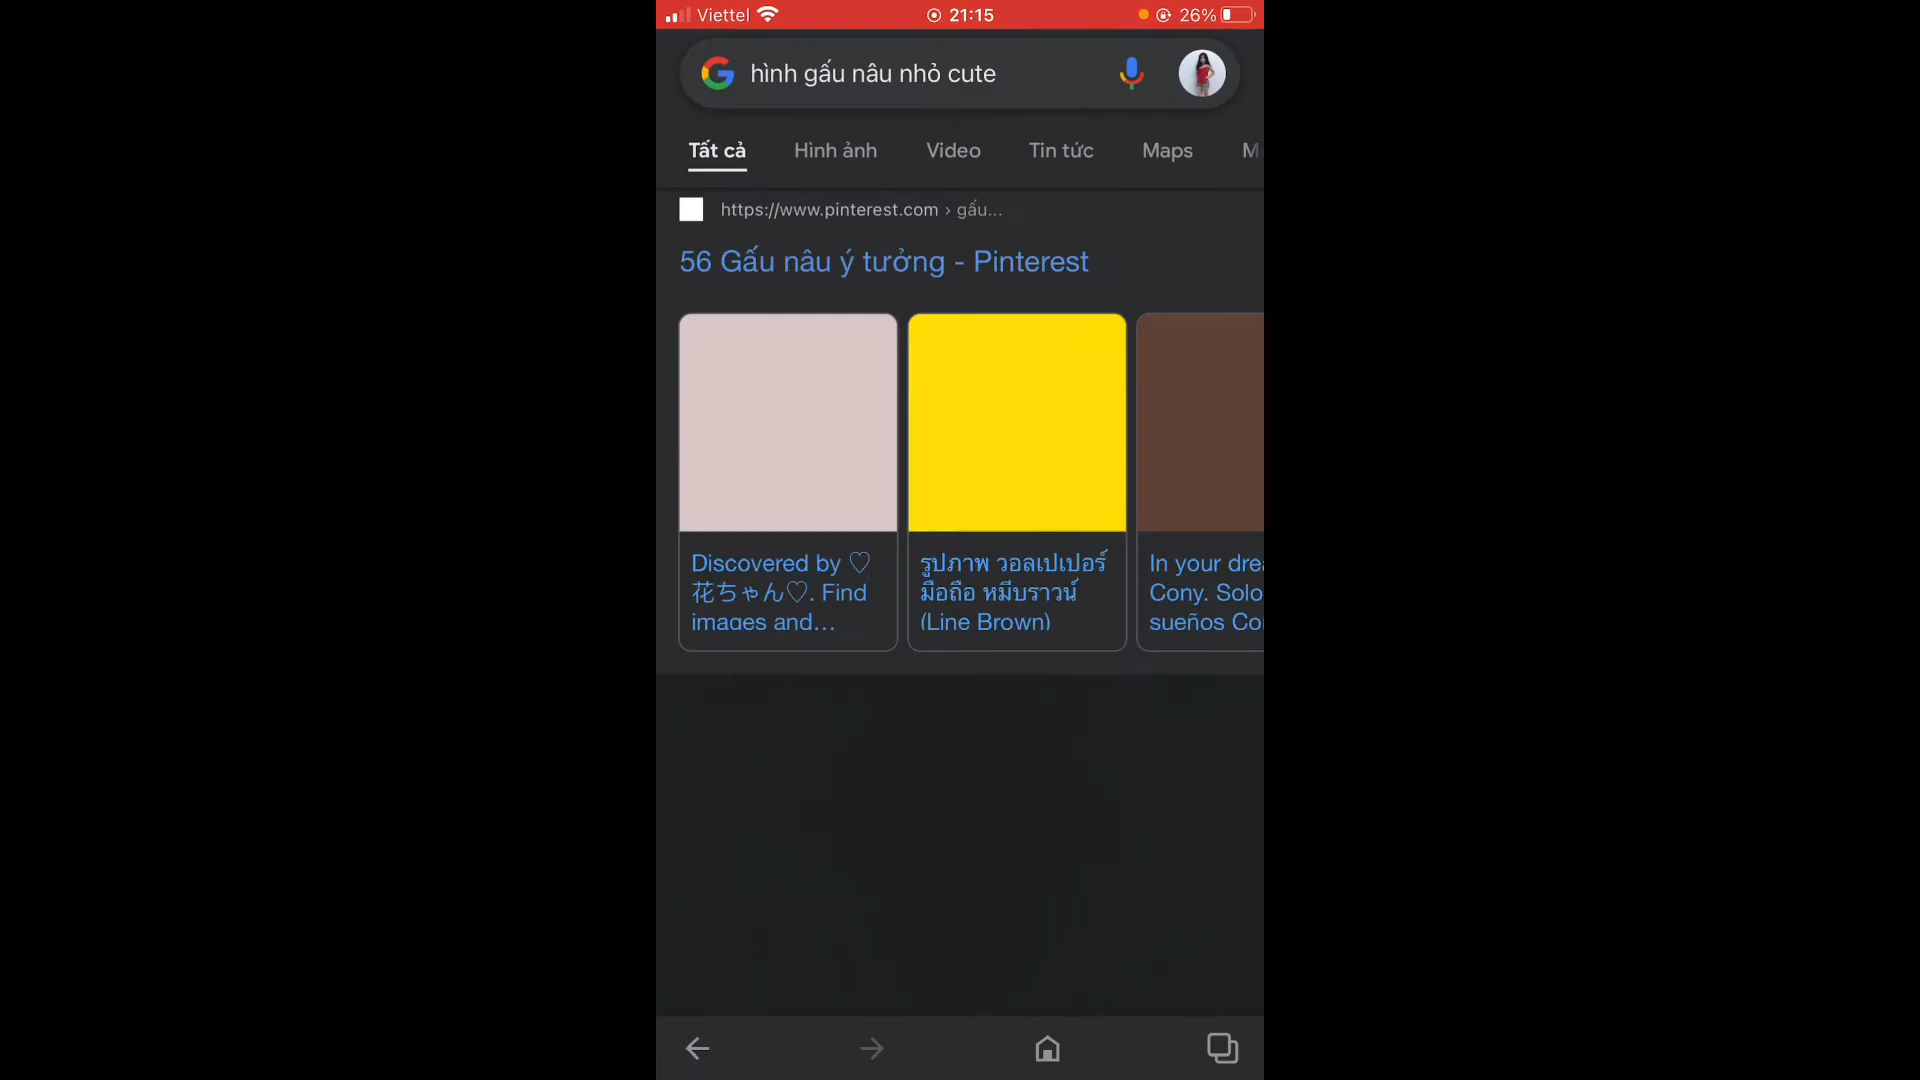 Viettel 21:15 26%
hình gấu nâu nhỏ cute
Tất cả Hình ảnh Video Tin tức Maps
https://www.pinterest.com › gấu...
56 Gấu nâu ý tưởng - Pinterest
Discovered by ♡
花ちゃん♡. Find
images and...
รูปภาพ วอลเปเปอร์
มือถือ หมีบราวน์
(Line Brown)
In your
Cony. Solo
sueños